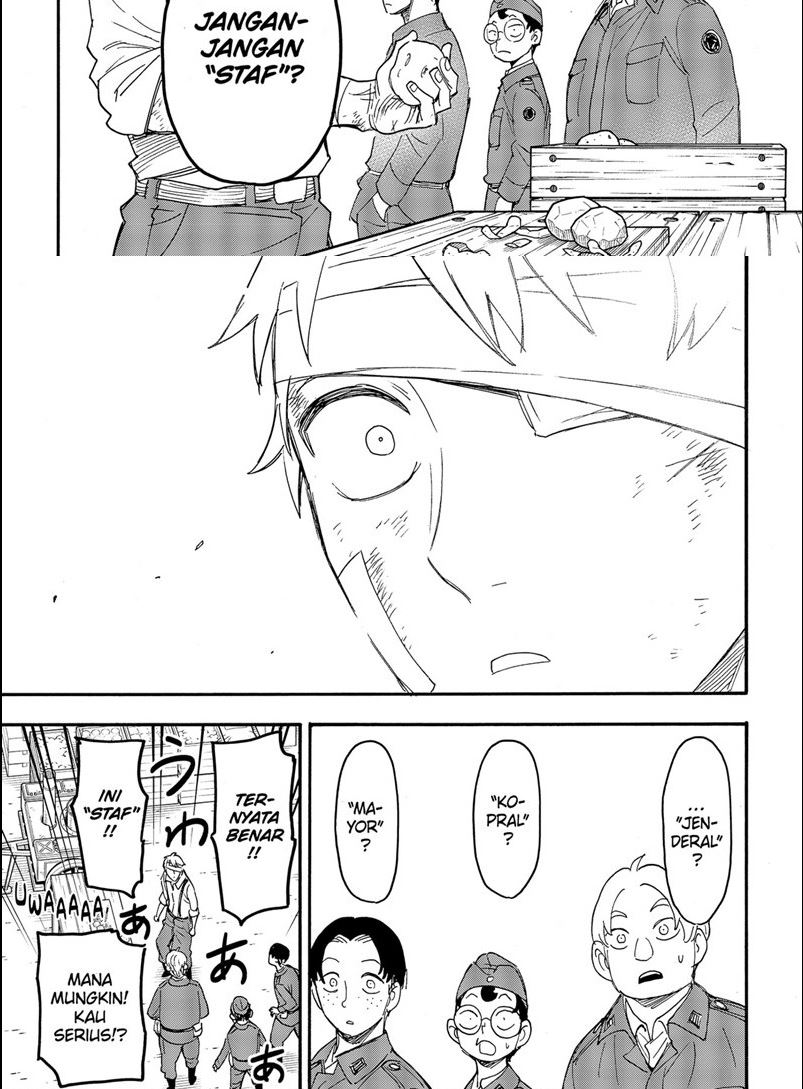 JANGAN-
JANGAN
"STAF"?
...
"JEN-
DERAL"
?
"KO-
PRAL"
?
"MA-
YOR"
?
TER-
NYATA
BENAR
!!
うわ
ああぁ
INI
"STAF"
!!
UWAAAAA,
MANA
MUNGKIN!
KAU
SERIUS!?